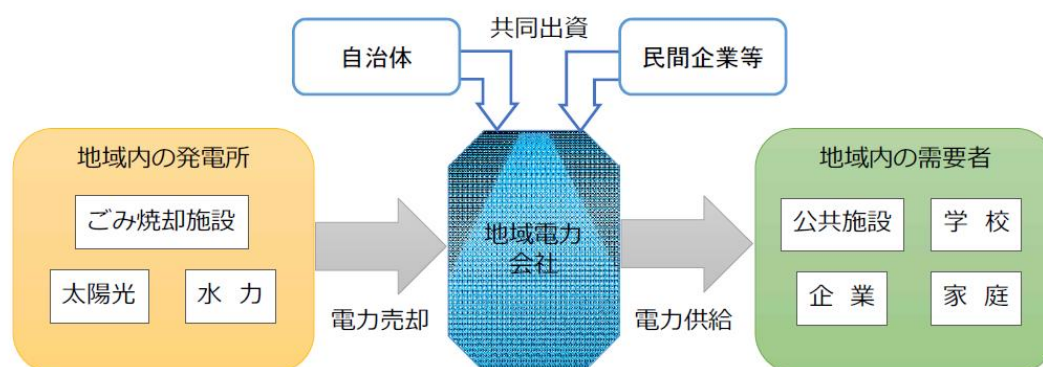 共同出資
自治体
民間企業等
地域内の発電所
ごみ焼却施設
太陽光
水 力
電力売却
地域電力
会社
電力供給
地域内の需要者
公共施設
学 校
企 業
家 庭